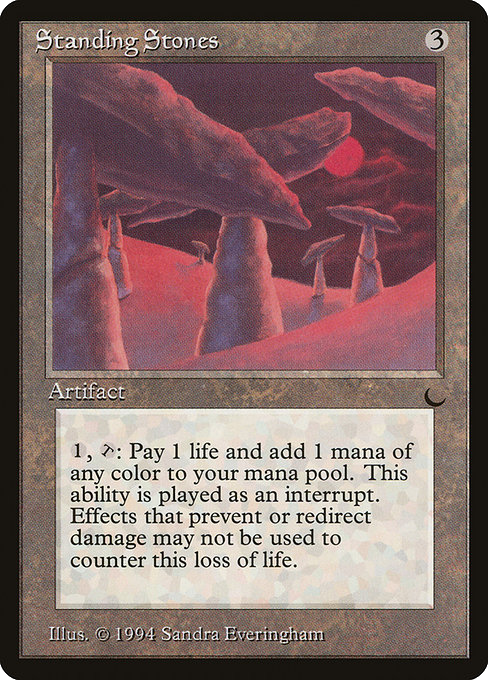 Standing Stones 3
Artifact
1, : Pay 1 life and add 1 mana of
any color to your mana pool. This
ability is played as an interrupt.
Effects that prevent or redirect
damage may not be used to
counter this loss of life.
Illus. © 1994 Sandra Everingham